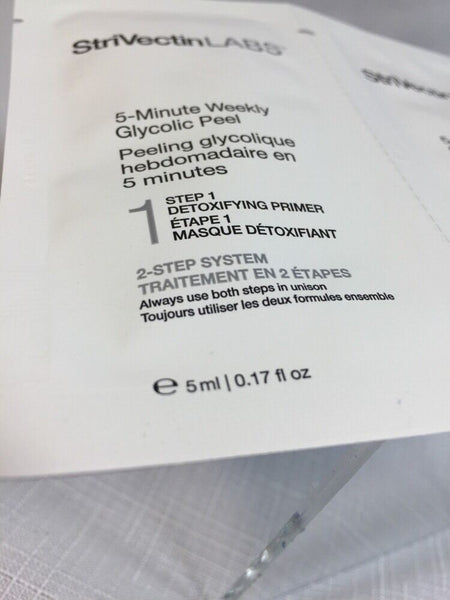 StriVectinLABS®
5-Minute Weekly
Glycolic Peel
Peeling glycolique
hebdomadaire en
5 minutes
1
STEP 1
DETOXIFYING PRIMER
ÉTAPE 1
MASQUE DÉTOXIFIANT
2-STEP SYSTEM
TRAITEMENT EN 2 ÉTAPES
Always use both steps in unison
Toujours utiliser les deux formules ensemble
℮ 5 ml | 0.17 fl oz
StriVectin